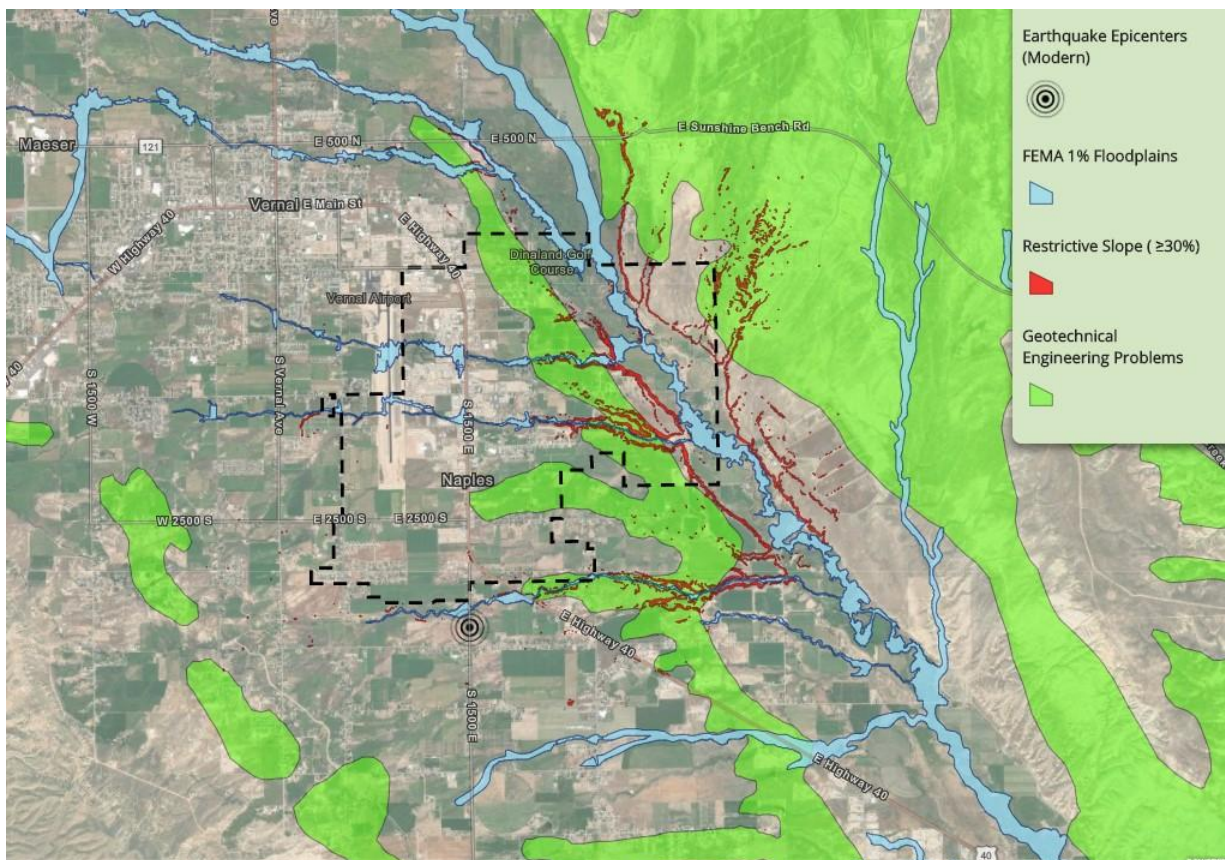 Earthquake Epicenters
(Modern)
FEMA 1% Floodplains
Restrictive Slope ( ≥30%)
Geotechnical
Engineering Problems
Maeser
121
E 500 N
E 500 N
E Sunshine Bench Rd
Vernal
E Main St
W Highway 40
E Highway 40
Dinaland Golf
Course
Vernal Airport
S 1500 W
S Vernal Ave
S 1500 E
Naples
W 2500 S
E 2500 S
E 2500 S
E Highway 40
S 1500 E
E Highway 40
40